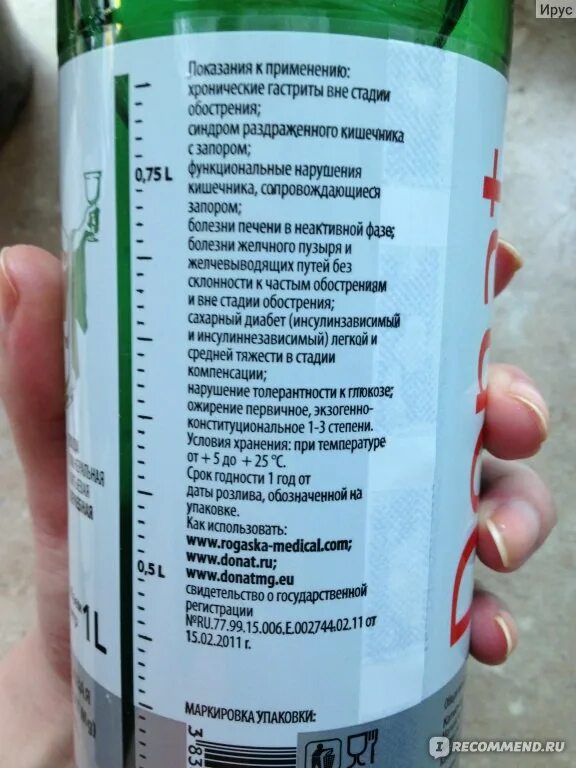 Ирус
Показания к применению:
хронические гастриты вне стадии
обострения;
синдром раздраженного кишечника
с запором;
функциональные нарушения
кишечника, сопровождающиеся
запором;
болезни печени в неактивной фазе;
болезни желчного пузыря и
желчевыводящих путей без
склонности к частым обострениям
и вне стадии обострения;
сахарный диабет (инсулинзависимый
и инсулиннезависимый) легкой и
средней тяжести в стадии
компенсации;
нарушение толерантности к глюкозе;
ожирение первичное, экзогенно-
конституциональное 1-3 степени.
Условия хранения: при температуре
от + 5 до + 25 °С.
Срок годности 1 год от
даты розлива, обозначенной на
упаковке.
Как использовать:
www.rogaska-medical.com;
www.donat.ru;
www.donatmg.eu
свидетельство о государственной
регистрации
№RU.77.99.15.006.Е.002744.02.11 от
15.02.2011 г.
МАРКИРОВКА УПАКОВКИ:
0,75 L
0,5 L
1L
Donat
383
I RECOMMEND.RU